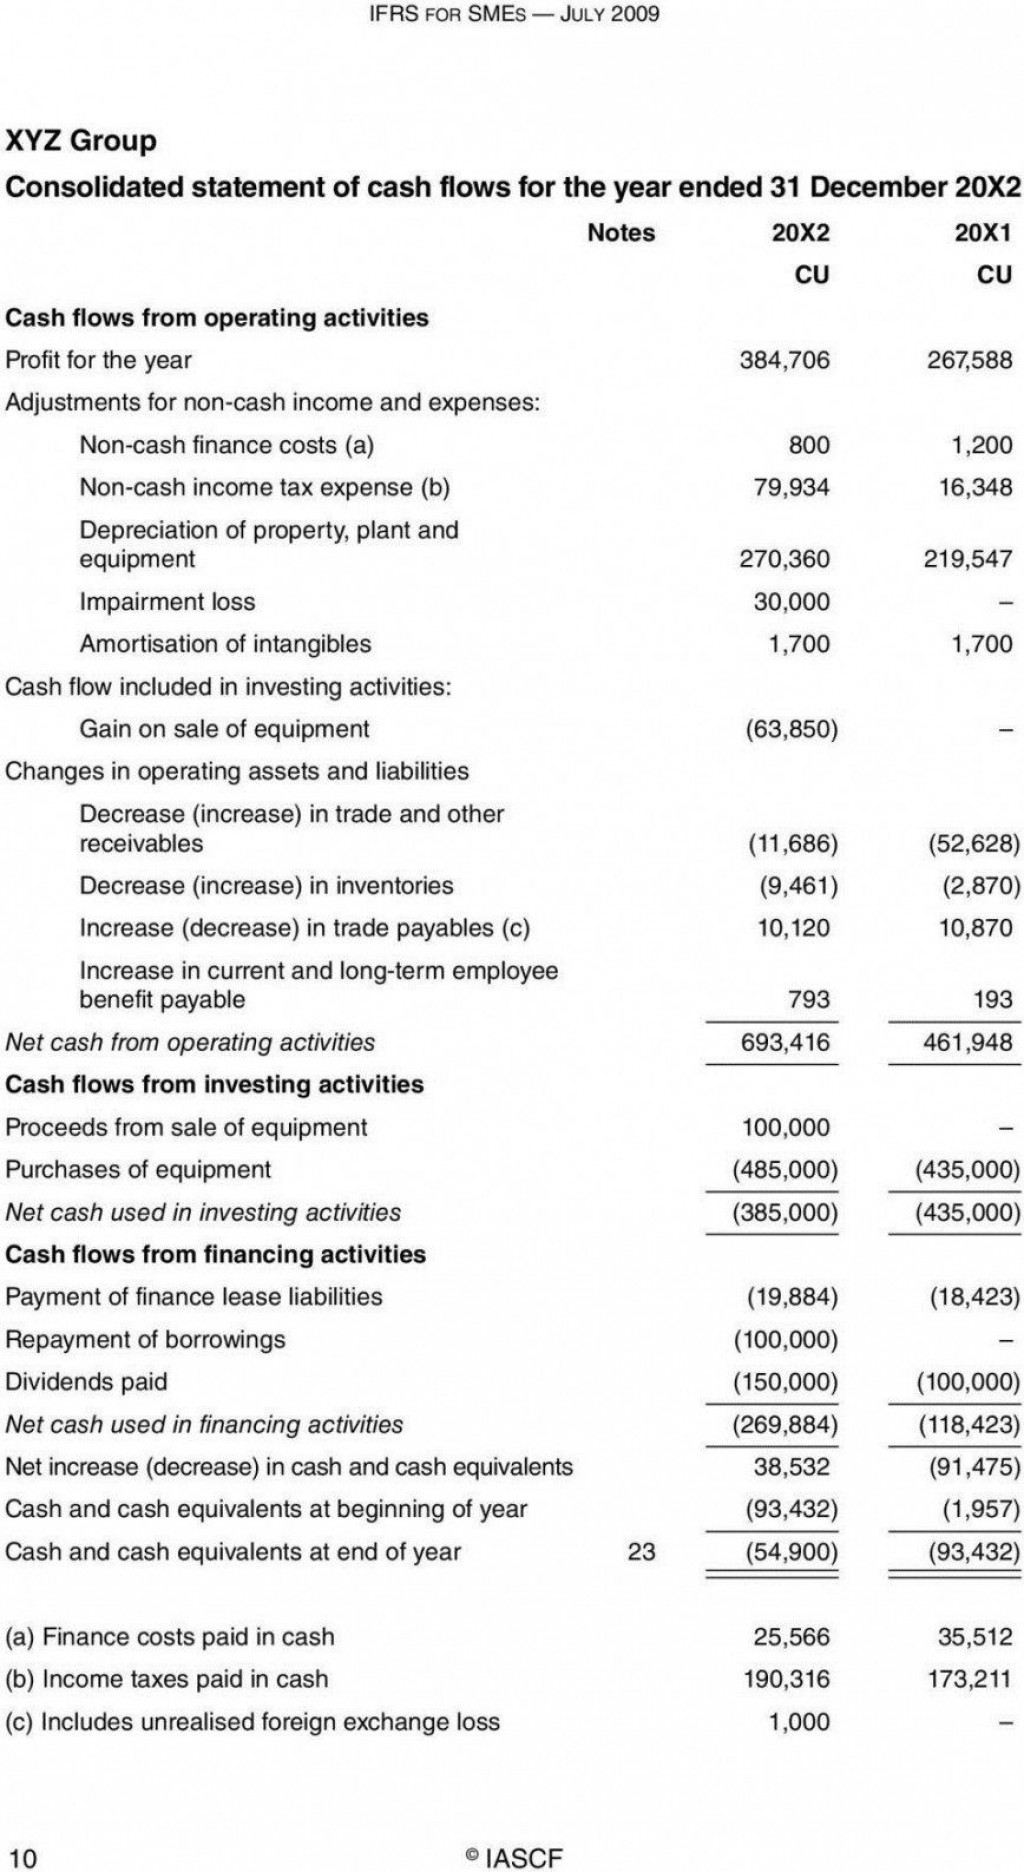 IFRS FOR SMES — JULY 2009
XYZ Group
Consolidated statement of cash flows for the year ended 31 December 20X2
Notes 20X2 20X1
CU CU
Cash flows from operating activities
Profit for the year 384,706 267,588
Adjustments for non-cash income and expenses:
Non-cash finance costs (a) 800 1,200
Non-cash income tax expense (b) 79,934 16,348
Depreciation of property, plant and
equipment 270,360 219,547
Impairment loss 30,000 –
Amortisation of intangibles 1,700 1,700
Cash flow included in investing activities:
Gain on sale of equipment (63,850) –
Changes in operating assets and liabilities
Decrease (increase) in trade and other
receivables (11,686) (52,628)
Decrease (increase) in inventories (9,461) (2,870)
Increase (decrease) in trade payables (c) 10,120 10,870
Increase in current and long-term employee
benefit payable 793 193
Net cash from operating activities 693,416 461,948
Cash flows from investing activities
Proceeds from sale of equipment 100,000 –
Purchases of equipment (485,000) (435,000)
Net cash used in investing activities (385,000) (435,000)
Cash flows from financing activities
Payment of finance lease liabilities (19,884) (18,423)
Repayment of borrowings (100,000) –
Dividends paid (150,000) (100,000)
Net cash used in financing activities (269,884) (118,423)
Net increase (decrease) in cash and cash equivalents 38,532 (91,475)
Cash and cash equivalents at beginning of year (93,432) (1,957)
Cash and cash equivalents at end of year 23 (54,900) (93,432)
(a) Finance costs paid in cash 25,566 35,512
(b) Income taxes paid in cash 190,316 173,211
(c) Includes unrealised foreign exchange loss 1,000 –
10 © IASCF